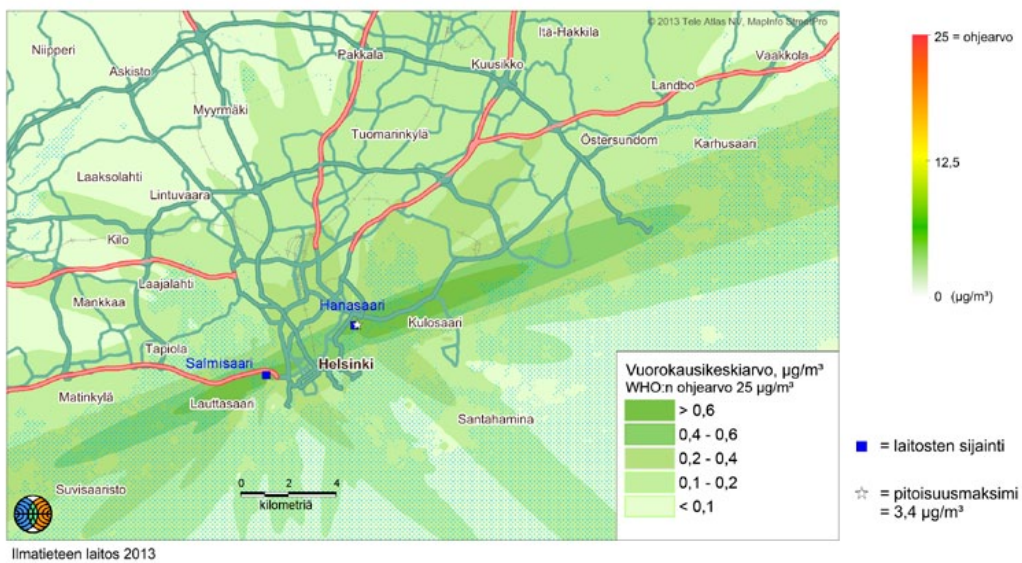 © 2013 Tele Atlas NV, MapInfo StreetPro
Niipperi
Itä-Hakkila
Pakkala
Vaakkola
Askisto
Kuusikko
Landbo
Myyrmäki
Tuomarinkylä
Östersundom
Karhusaari
Laaksolahti
Lintuvaara
Kilo
Laajalahti
Mankkaa
Hanasaari
Kulosaari
Tapiola
Salmisaari
Helsinki
Matinkylä
Lauttasaari
Santahamina
Suvisaaristo
0 2 4
kilometriä
Vuorokausikeskiarvo, µg/m³
WHO:n ohjearvo 25 µg/m³
> 0,6
0,4 - 0,6
0,2 - 0,4
0,1 - 0,2
< 0,1
25 = ohjearvo
12,5
0 (µg/m³)
= laitosten sijainti
= pitoisuusmaksimi
= 3,4 µg/m³
Ilmatieteen laitos 2013